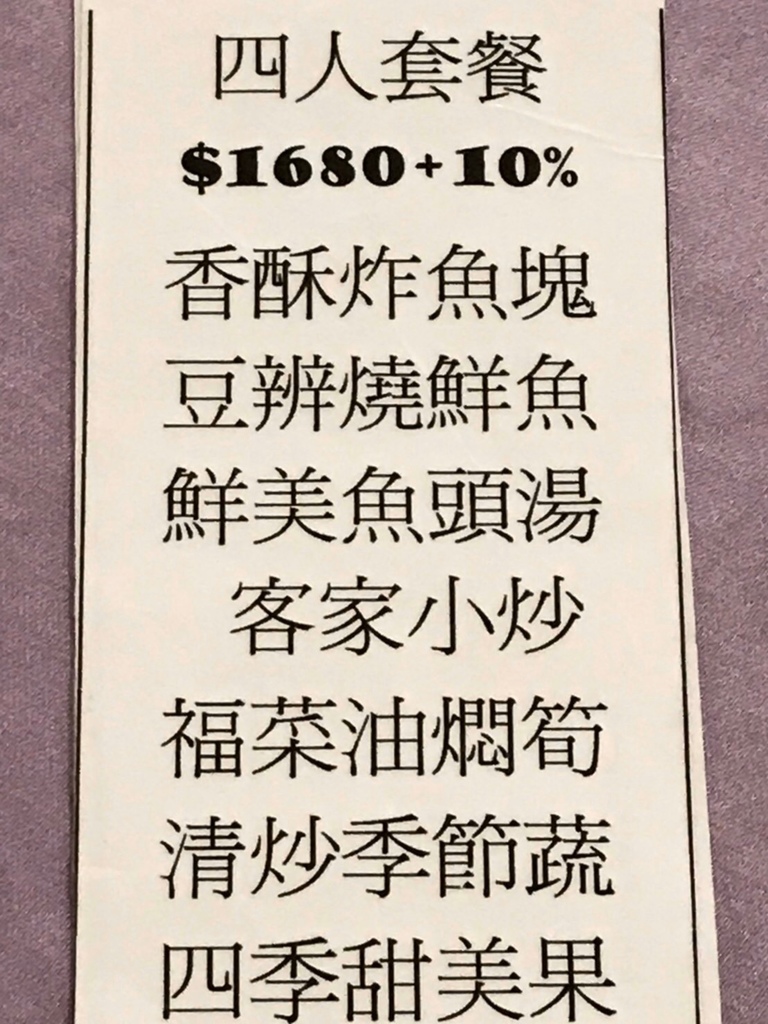 四人套餐
$1680+10%
香酥炸魚塊
豆辨燒鮮魚
鮮美魚頭湯
客家小炒
福菜油燜筍
清炒季節蔬
四季甜美果